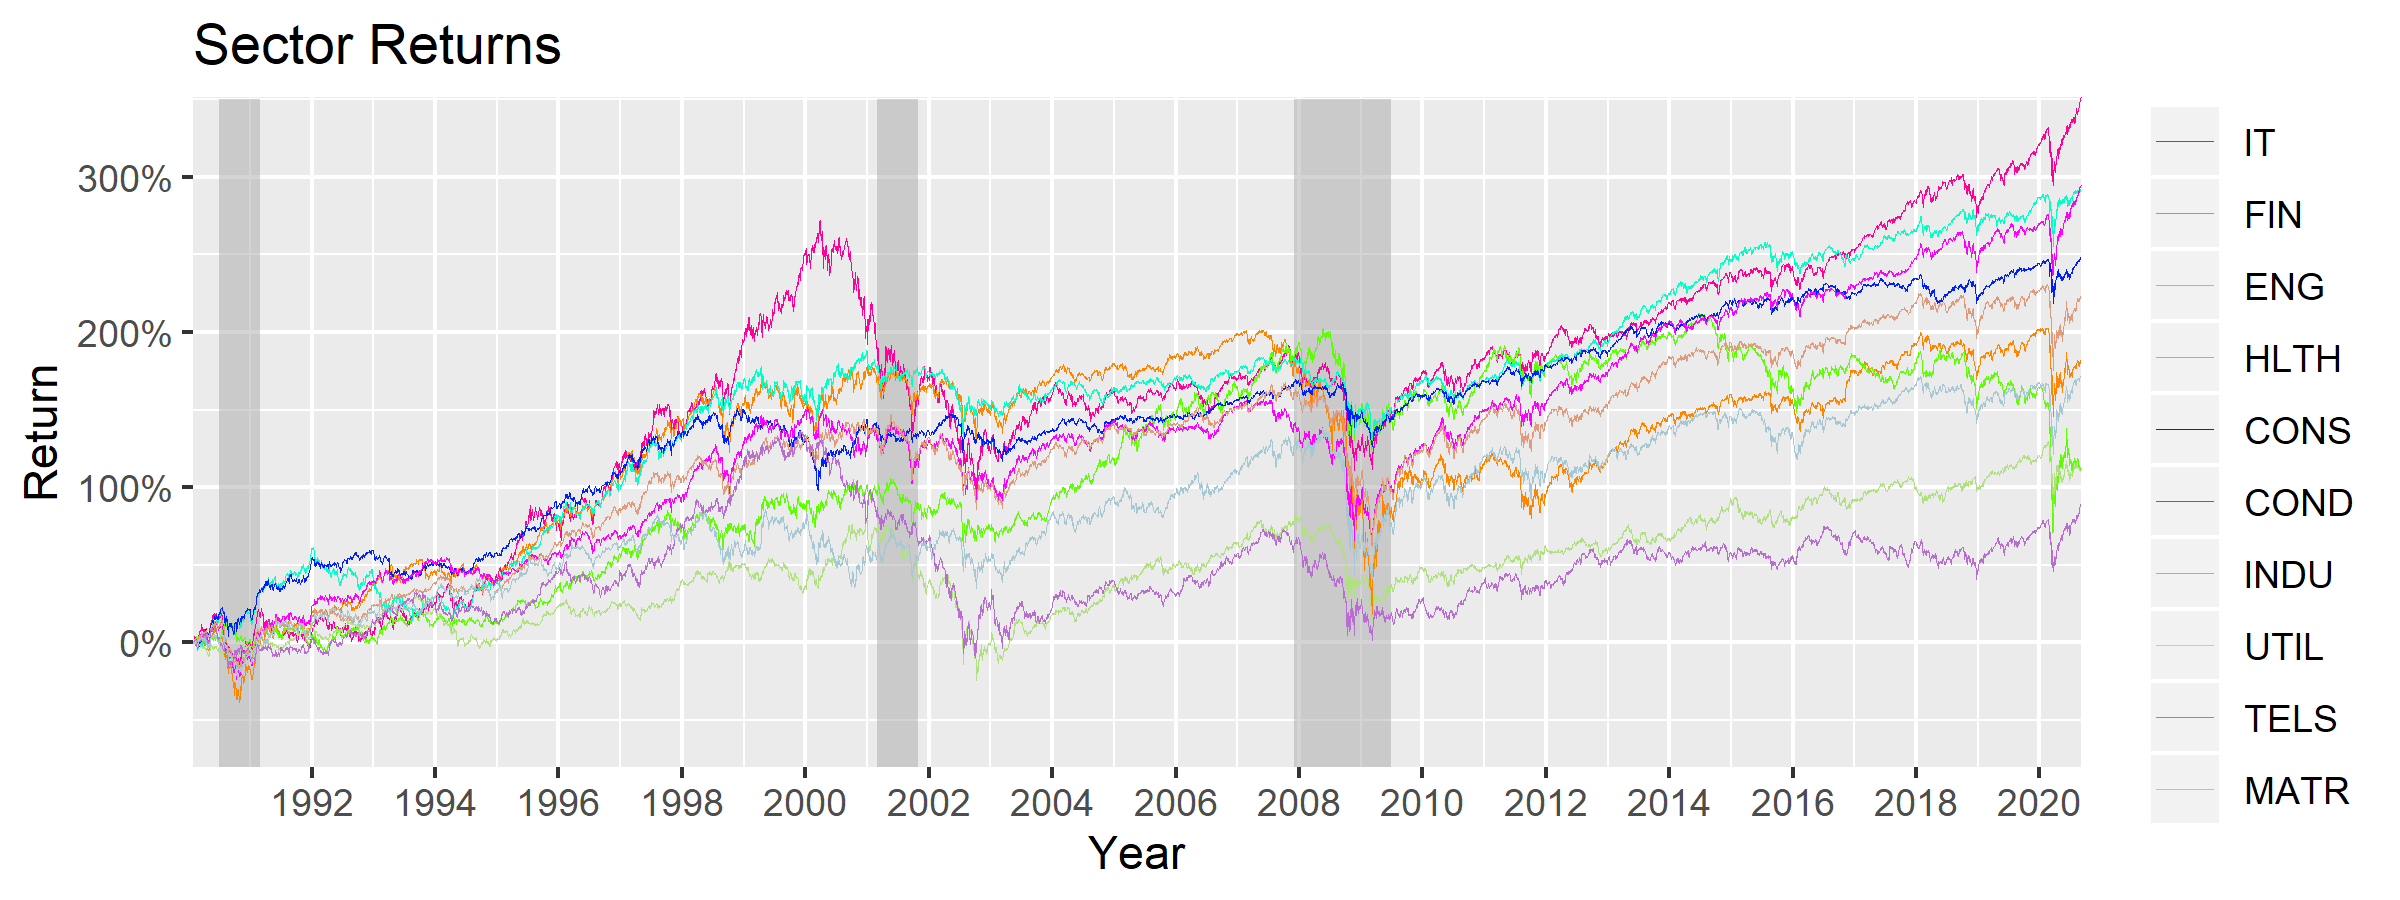 Sector Returns
Return
300%
200%
100%
0%
1992 1994 1996 1998 2000 2002 2004 2006 2008 2010 2012 2014 2016 2018 2020
Year
IT
FIN
ENG
HLTH
CONS
COND
INDU
UTIL
TELS
MATR